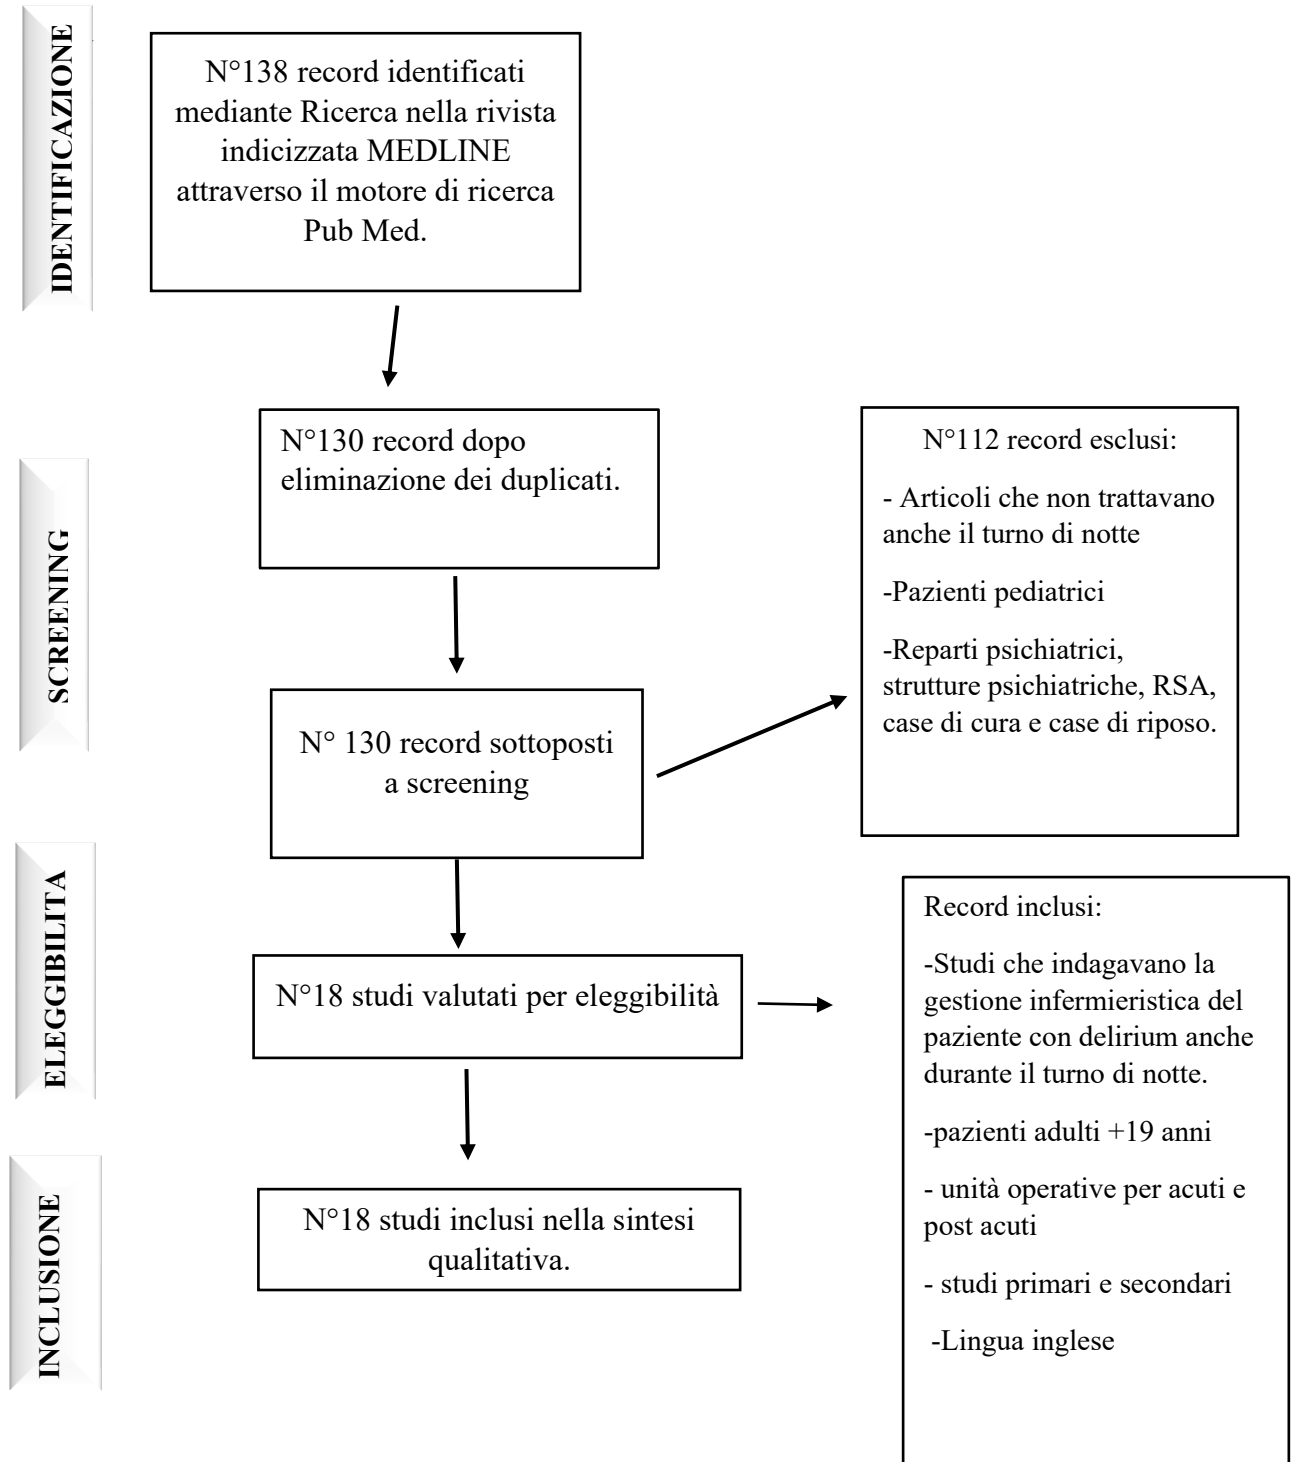 IDENTIFICAZIONE
N°138 record identificati
mediante Ricerca nella rivista
indicizzata MEDLINE
attraverso il motore di ricerca
Pub Med.
SCREENING
N°130 record dopo
eliminazione dei duplicati.
N° 130 record sottoposti
a screening
N°112 record esclusi:
- Articoli che non trattavano
anche il turno di notte
-Pazienti pediatrici
-Reparti psichiatrici,
strutture psichiatriche, RSA,
case di cura e case di riposo.
ELEGGIBILITA
N°18 studi valutati per eleggibilità
Record inclusi:
-Studi che indagavano la
gestione infermieristica del
paziente con delirium anche
durante il turno di notte.
-pazienti adulti +19 anni
- unità operative per acuti e
post acuti
- studi primari e secondari
-Lingua inglese
INCLUSIONE
N°18 studi inclusi nella sintesi
qualitativa.